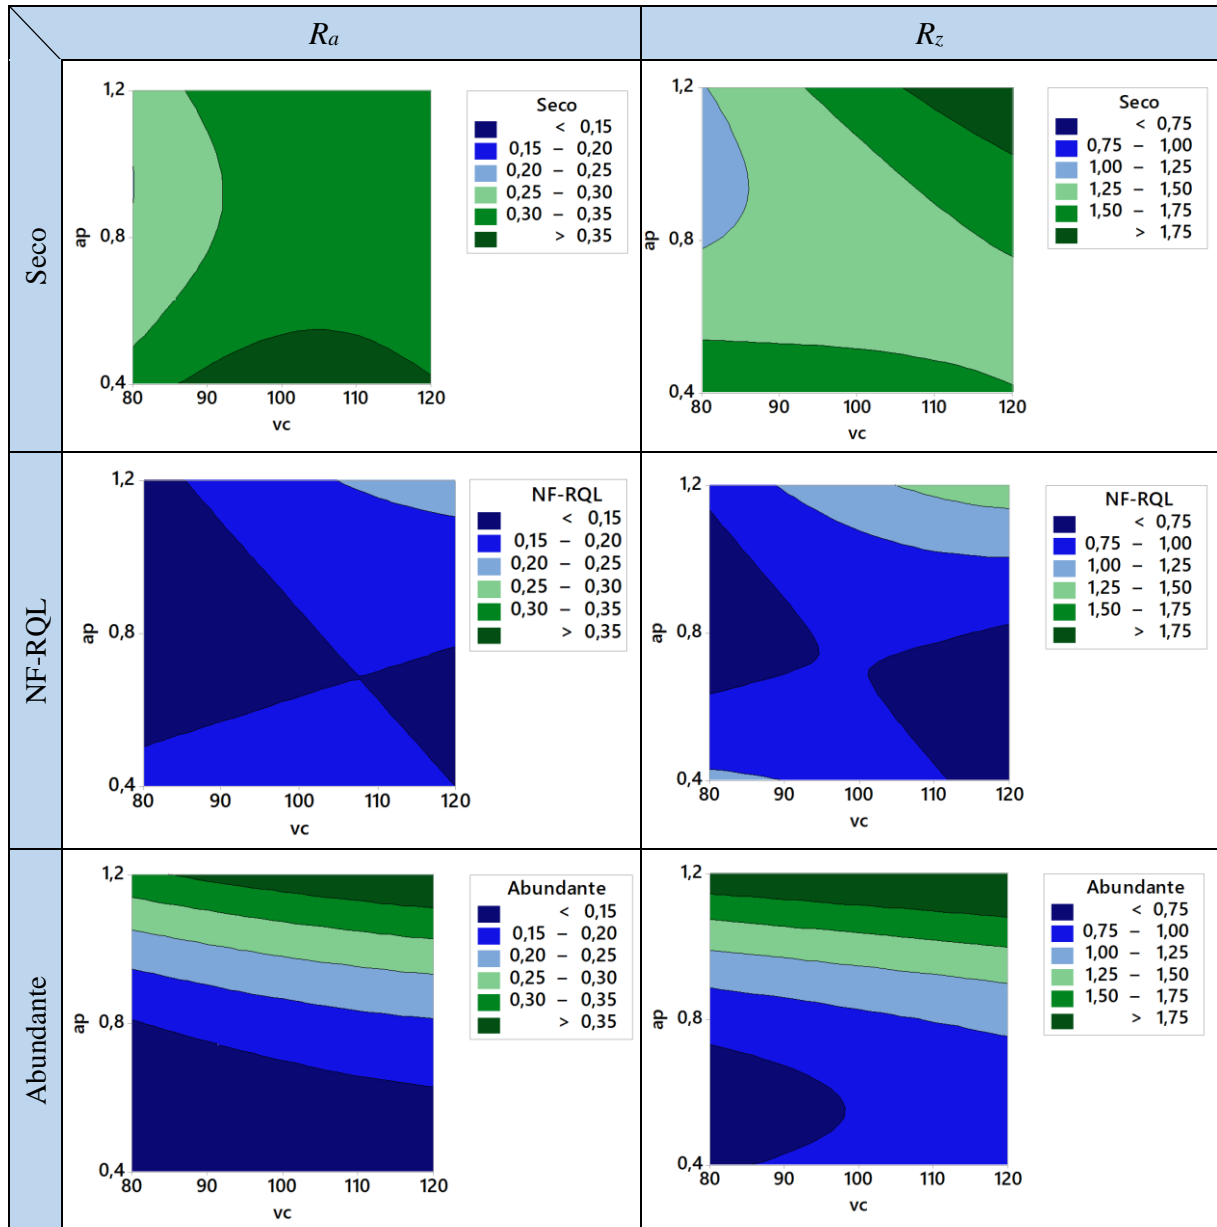 Ra
Rz
Seco
1,2
0,8
0,4
ap
80 90 100 110 120
vc
Seco
< 0,15
0,15 – 0,20
0,20 – 0,25
0,25 – 0,30
0,30 – 0,35
> 0,35
1,2
0,8
0,4
ap
80 90 100 110 120
vc
Seco
< 0,75
0,75 – 1,00
1,00 – 1,25
1,25 – 1,50
1,50 – 1,75
> 1,75
NF-RQL
1,2
0,8
0,4
ap
80 90 100 110 120
vc
NF-RQL
< 0,15
0,15 – 0,20
0,20 – 0,25
0,25 – 0,30
0,30 – 0,35
> 0,35
1,2
0,8
0,4
ap
80 90 100 110 120
vc
NF-RQL
< 0,75
0,75 – 1,00
1,00 – 1,25
1,25 – 1,50
1,50 – 1,75
> 1,75
Abundante
1,2
0,8
0,4
ap
80 90 100 110 120
vc
Abundante
< 0,15
0,15 – 0,20
0,20 – 0,25
0,25 – 0,30
0,30 – 0,35
> 0,35
1,2
0,8
0,4
ap
80 90 100 110 120
vc
Abundante
< 0,75
0,75 – 1,00
1,00 – 1,25
1,25 – 1,50
1,50 – 1,75
> 1,75